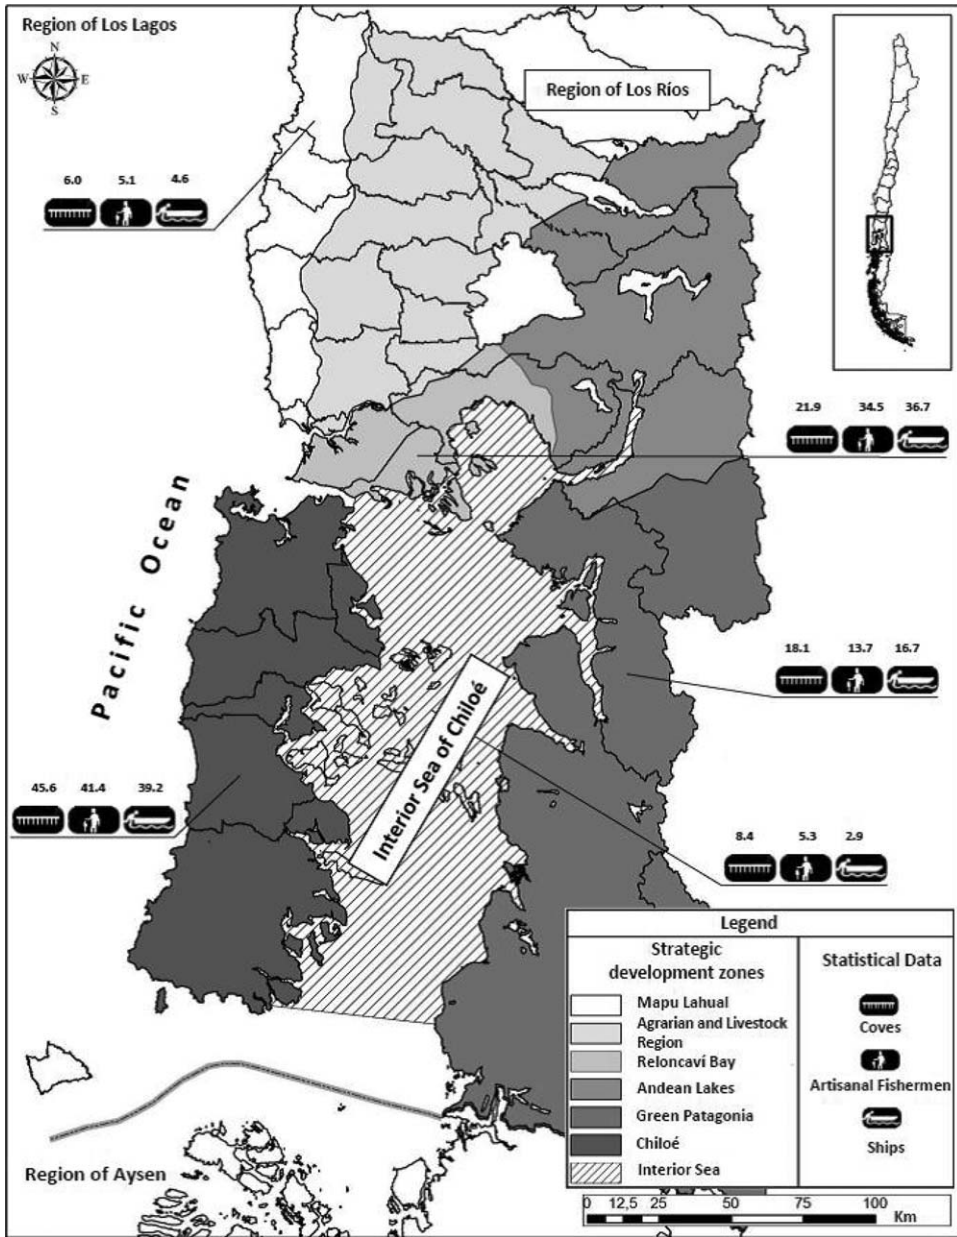 Region of Los Lagos
N
W E
S
Region of Los Ríos
6.0 5.1 4.6
21.9 34.5 36.7
Pacific Ocean
18.1 13.7 16.7
Interior Sea of Chiloé
45.6 41.4 39.2
8.4 5.3 2.9
Legend
Strategic
development zones
Mapu Lahual
Agrarian and Livestock
Region
Reloncaví Bay
Andean Lakes
Green Patagonia
Chiloé
Interior Sea
Statistical Data
Coves
Artisanal Fishermen
Ships
Region of Aysen
0 12,5 25 50 75 100
Km